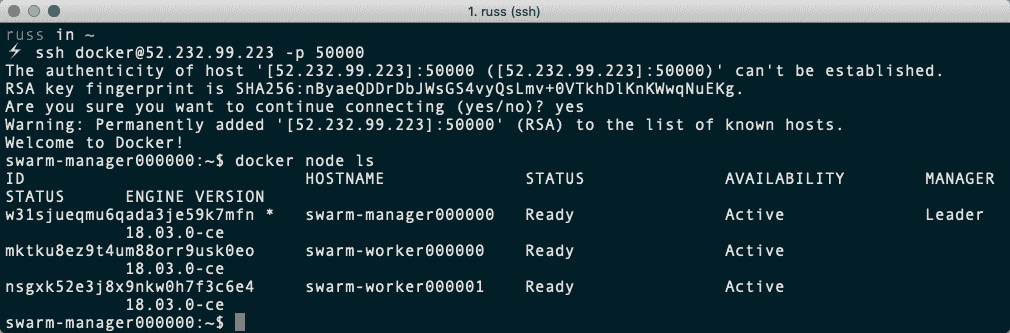 1. russ (ssh)
russ in ~
⚡ ssh docker@52.232.99.223 -p 50000
The authenticity of host '[52.232.99.223]:50000 ([52.232.99.223]:50000)' can't be established.
RSA key fingerprint is SHA256:nByaeQDDrDbJWsGS4vyQsLmv+0VTkhDlKnKWwqNuEKg.
Are you sure you want to continue connecting (yes/no)? yes
Warning: Permanently added '[52.232.99.223]:50000' (RSA) to the list of known hosts.
Welcome to Docker!
swarm-manager000000:~$ docker node ls
ID HOSTNAME STATUS AVAILABILITY MANAGER
STATUS ENGINE VERSION
w31sjueqmu6qada3je59k7mfn * swarm-manager000000 Ready Active Leader
18.03.0-ce
mktku8ez9t4um88orr9usk0eo swarm-worker000000 Ready Active
18.03.0-ce
nsgxk52e3j8x9nkw0h7f3c6e4 swarm-worker000001 Ready Active
18.03.0-ce
swarm-manager000000:~$